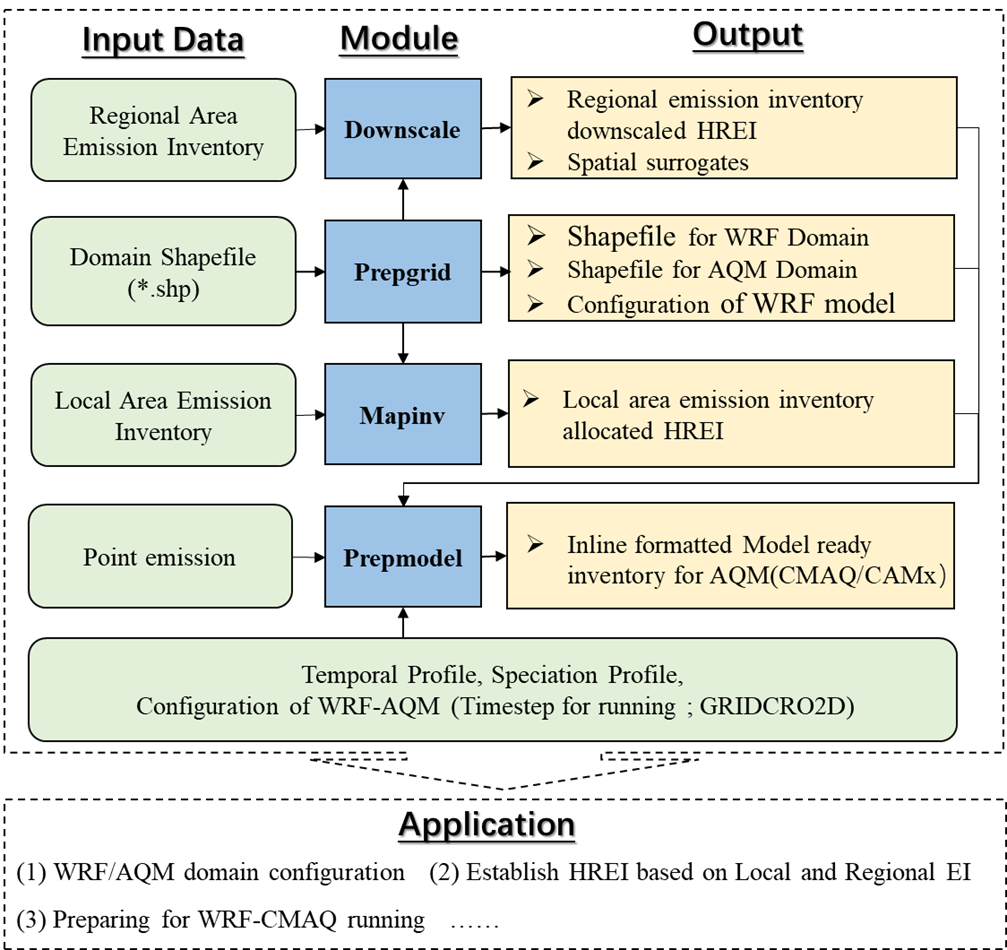 Input Data
Module
Output
Regional Area
Emission Inventory
Downscale
➢ Regional emission inventory
downscaled HREI
➢ Spatial surrogates
Domain Shapefile
(*.shp)
Prepgrid
➢ Shapefile for WRF Domain
➢ Shapefile for AQM Domain
➢ Configuration of WRF model
Local Area Emission
Inventory
Mapinv
➢ Local area emission inventory
allocated HREI
Point emission
Prepmodel
➢ Inline formatted Model ready
inventory for AQM(CMAQ/CAMx）
Temporal Profile, Speciation Profile,
Configuration of WRF-AQM (Timestep for running ; GRIDCRO2D)
Application
(1) WRF/AQM domain configuration (2) Establish HREI based on Local and Regional EI
(3) Preparing for WRF-CMAQ running ……